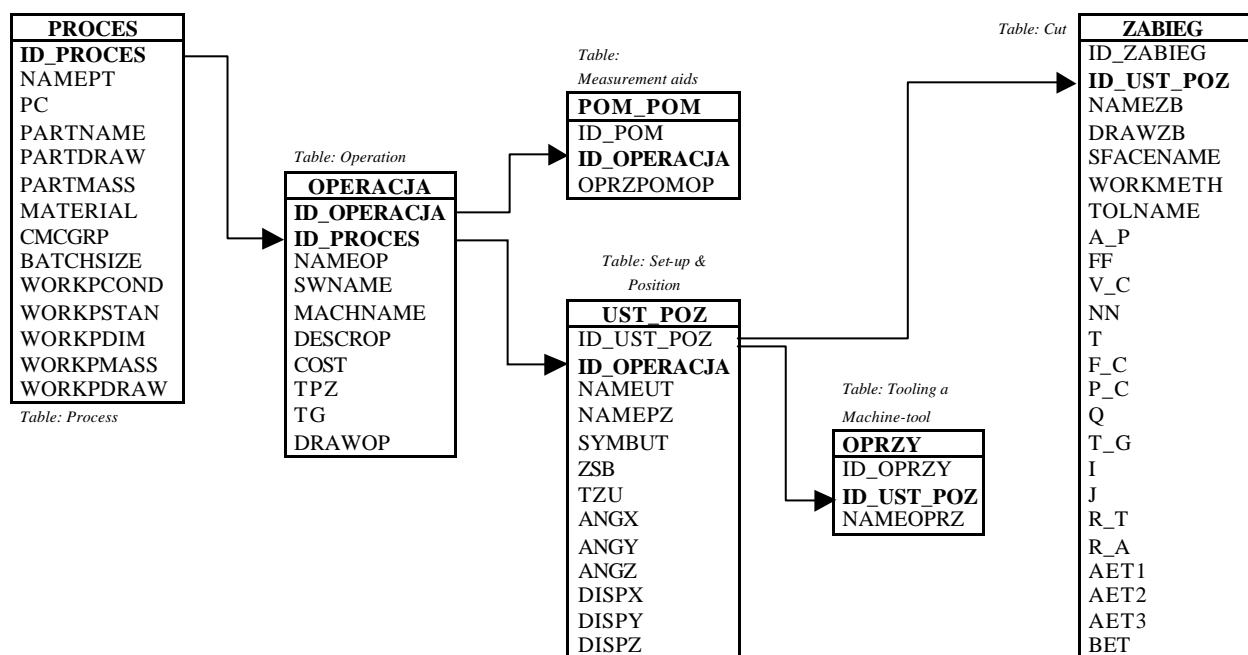 PROCES
ID_PROCES
NAMEPT
PC
PARTNAME
PARTDRAW
PARTMASS
MATERIAL
CMCGRP
BATCHSIZE
WORKPCOND
WORKPSTAN
WORKPDIM
WORKPMASS
WORKPDRAW
Table: Process
Table: Operation
OPERACJA
ID_OPERACJA
ID_PROCES
NAMEOP
SWNAME
MACHNAME
DESCROP
COST
TPZ
TG
DRAWOP
Table:
Measurement aids
POM_POM
ID_POM
ID_OPERACJA
OPRZPOMOP
Table: Set-up &
Position
UST_POZ
ID_UST_POZ
ID_OPERACJA
NAMEUT
NAMEPZ
SYMBUT
ZSB
TZU
ANGX
ANGY
ANGZ
DISPX
DISPY
DISPZ
Table: Tooling a
Machine-tool
OPRZY
ID_OPRZY
ID_UST_POZ
NAMEOPRZ
Table: Cut
ZABIEG
ID_ZABIEG
ID_UST_POZ
NAMEZB
DRAWZB
SFACENAME
WORKMETH
TOLNAME
A_P
FF
V_C
NN
T
F_C
P_C
Q
T_G
I
J
R_T
R_A
AET1
AET2
AET3
BET